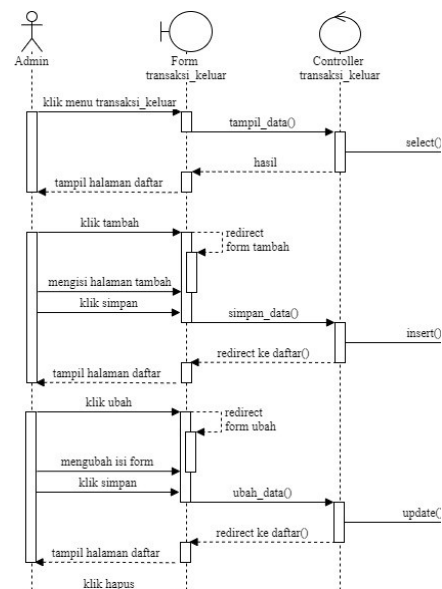 Admin
Form
transaksi_keluar
Controller
transaksi_keluar
klik menu transaksi_keluar
tampil_data()
select()
hasil
tampil halaman daftar
klik tambah
redirect
form tambah
mengisi halaman tambah
klik simpan
simpan_data()
insert()
redirect ke daftar()
tampil halaman daftar
klik ubah
redirect
form ubah
mengubah isi form
klik simpan
ubah_data()
update()
redirect ke daftar()
tampil halaman daftar
klik hapus